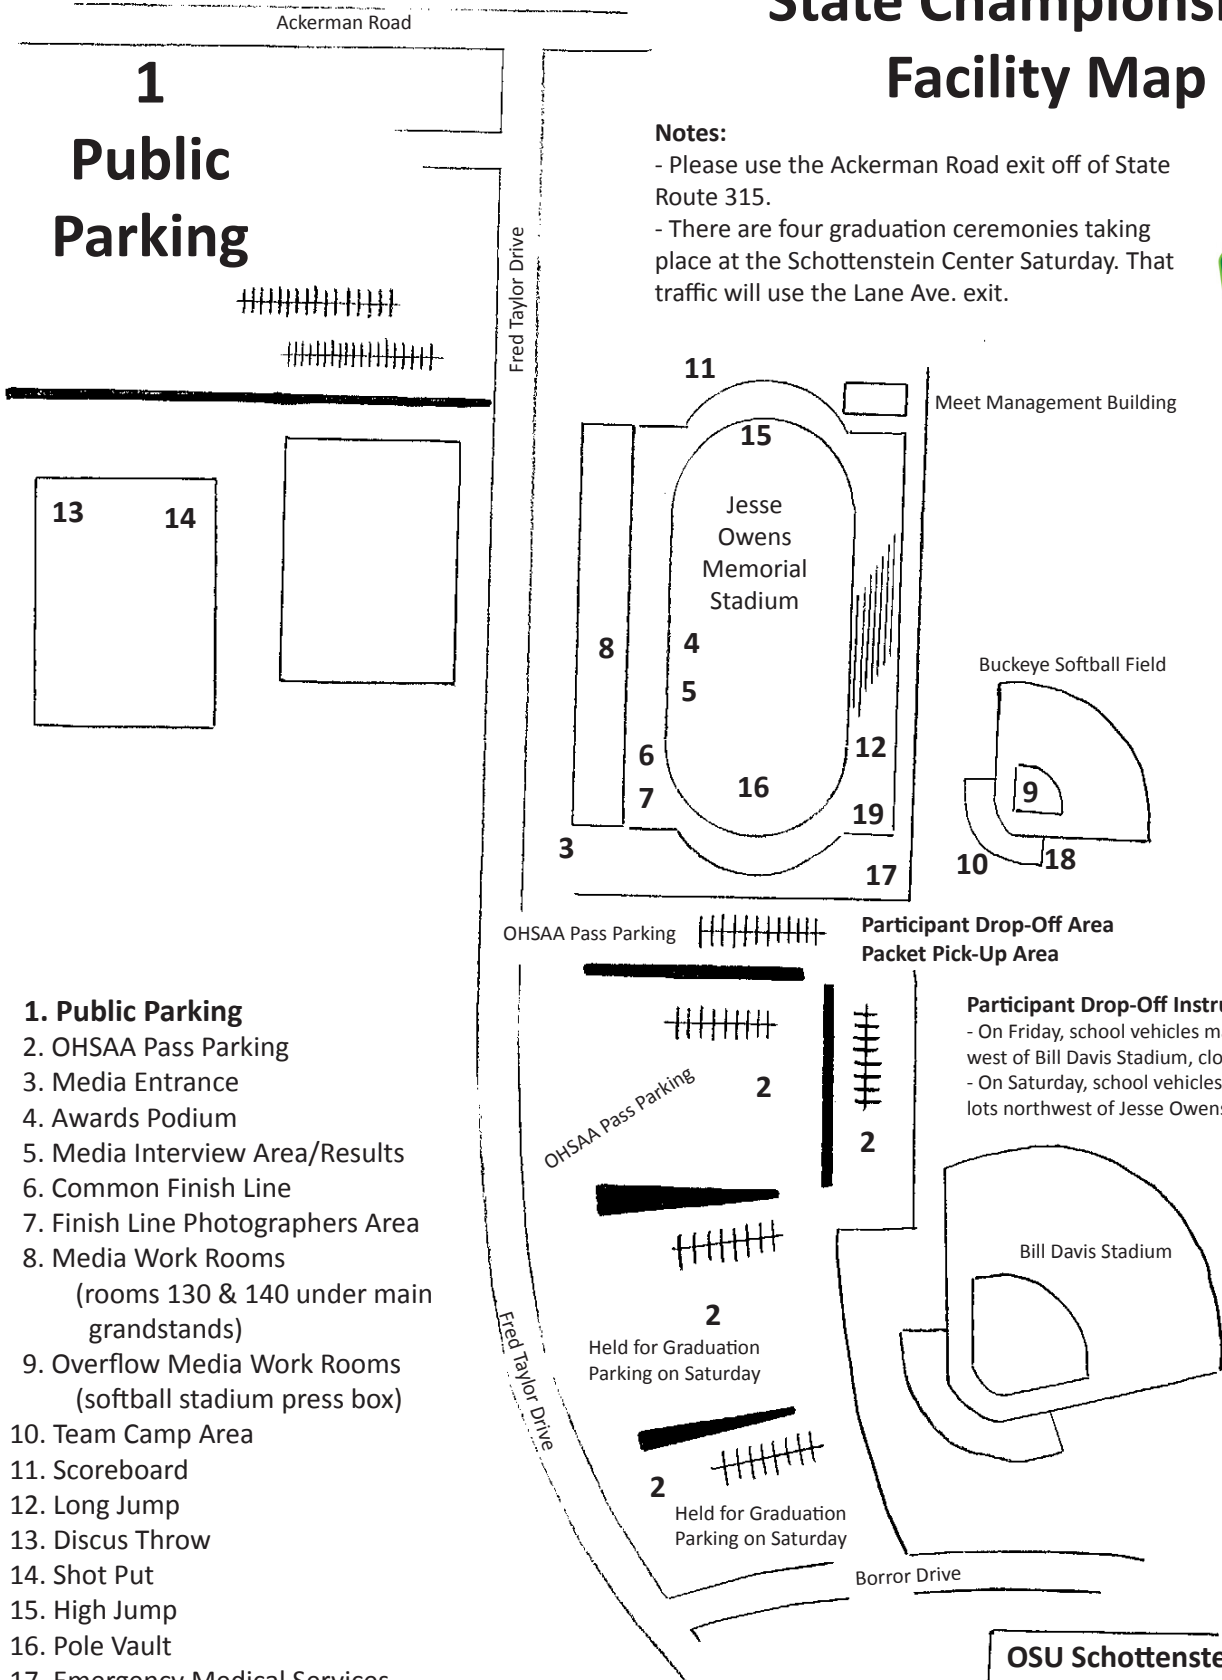 State Championsh
Facility Map
Ackerman Road
1
Public
Parking
Notes:
- Please use the Ackerman Road exit off of State
Route 315.
- There are four graduation ceremonies taking
place at the Schottenstein Center Saturday. That
traffic will use the Lane Ave. exit.
Fred Taylor Drive
11
Meet Management Building
15
13
14
Jesse
Owens
Memorial
Stadium
8
4
5
Buckeye Softball Field
6
12
7
16
9
19
3
10
18
17
OHSAA Pass Parking
Participant Drop-Off Area
Packet Pick-Up Area
Participant Drop-Off Instru
- On Friday, school vehicles m
west of Bill Davis Stadium, clo
- On Saturday, school vehicles
lots northwest of Jesse Owens
OHSAA Pass Parking
2
2
Bill Davis Stadium
2
Held for Graduation
Parking on Saturday
Fred Taylor Drive
2
Held for Graduation
Parking on Saturday
Borror Drive
OSU Schottenste
1. Public Parking
2. OHSAA Pass Parking
3. Media Entrance
4. Awards Podium
5. Media Interview Area/Results
6. Common Finish Line
7. Finish Line Photographers Area
8. Media Work Rooms
(rooms 130 & 140 under main
grandstands)
9. Overflow Media Work Rooms
(softball stadium press box)
10. Team Camp Area
11. Scoreboard
12. Long Jump
13. Discus Throw
14. Shot Put
15. High Jump
16. Pole Vault
17. Emergency Medical Services